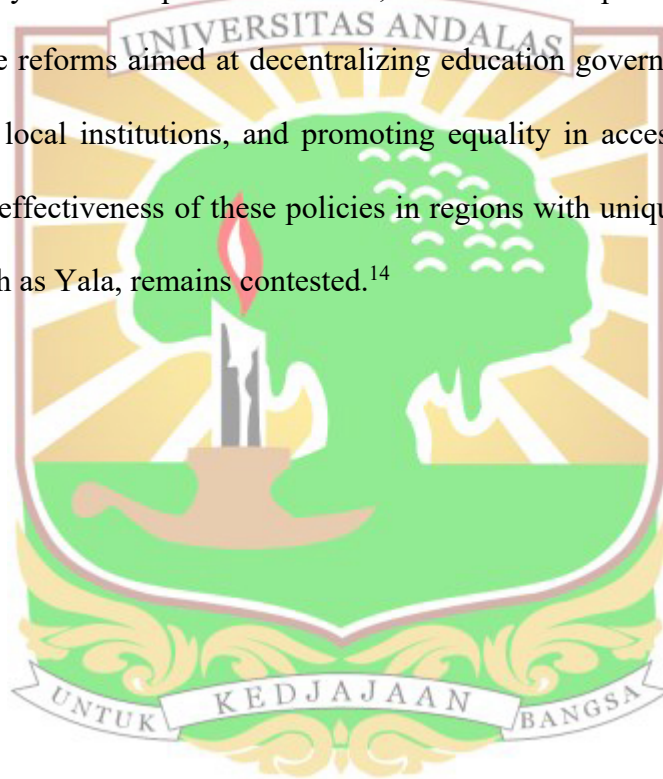 UNIVERSITAS ANDALAS
e reforms aimed at decentralizing education govern
local institutions, and promoting equality in acces
effectiveness of these policies in regions with uniqu
h as Yala, remains contested.14
UNTUK KEDJAJAAN BANGSA